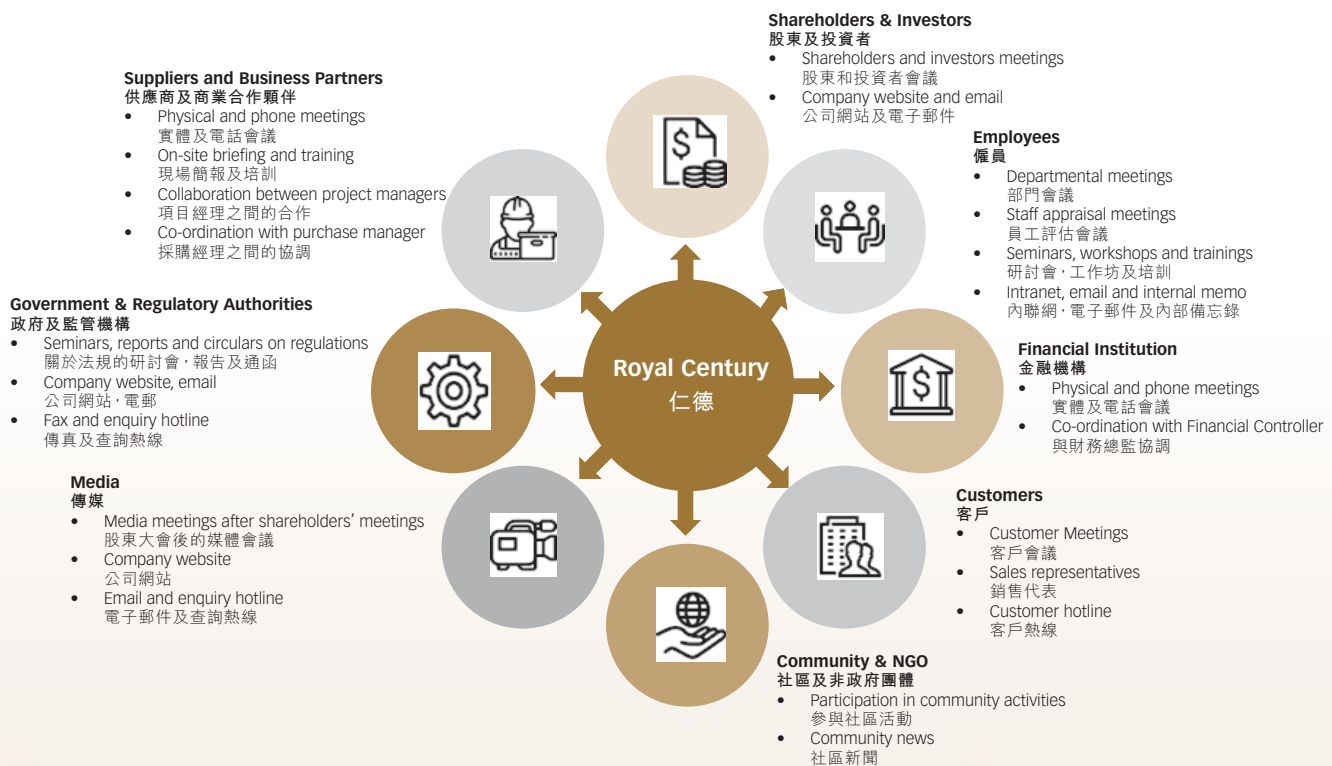 Shareholders & Investors
股東及投資者
• Shareholders and investors meetings
股東和投資者會議
• Company website and email
公司網站及電子郵件
Suppliers and Business Partners
供應商及商業合作夥伴
• Physical and phone meetings
實體及電話會議
• On-site briefing and training
現場簡報及培訓
• Collaboration between project managers
項目經理之間的合作
• Co-ordination with purchase manager
採購經理之間的協調
Employees
僱員
• Departmental meetings
部門會議
• Staff appraisal meetings
員工評估會議
• Seminars, workshops and trainings
研討會，工作坊及培訓
• Intranet, email and internal memo
內聯網，電子郵件及內部備忘錄
Government & Regulatory Authorities
政府及監管機構
• Seminars, reports and circulars on regulations
關於法規的研討會，報告及通函
• Company website, email
公司網站，電郵
• Fax and enquiry hotline
傳真及查詢熱線
Royal Century
仁德
Financial Institution
金融機構
• Physical and phone meetings
實體及電話會議
• Co-ordination with Financial Controller
與財務總監協調
Media
傳媒
• Media meetings after shareholders' meetings
股東大會後的媒體會議
• Company website
公司網站
• Email and enquiry hotline
電子郵件及查詢熱線
Customers
客戶
• Customer Meetings
客戶會議
• Sales representatives
銷售代表
• Customer hotline
客戶熱線
Community & NGO
社區及非政府團體
• Participation in community activities
參與社區活動
• Community news
社區新聞